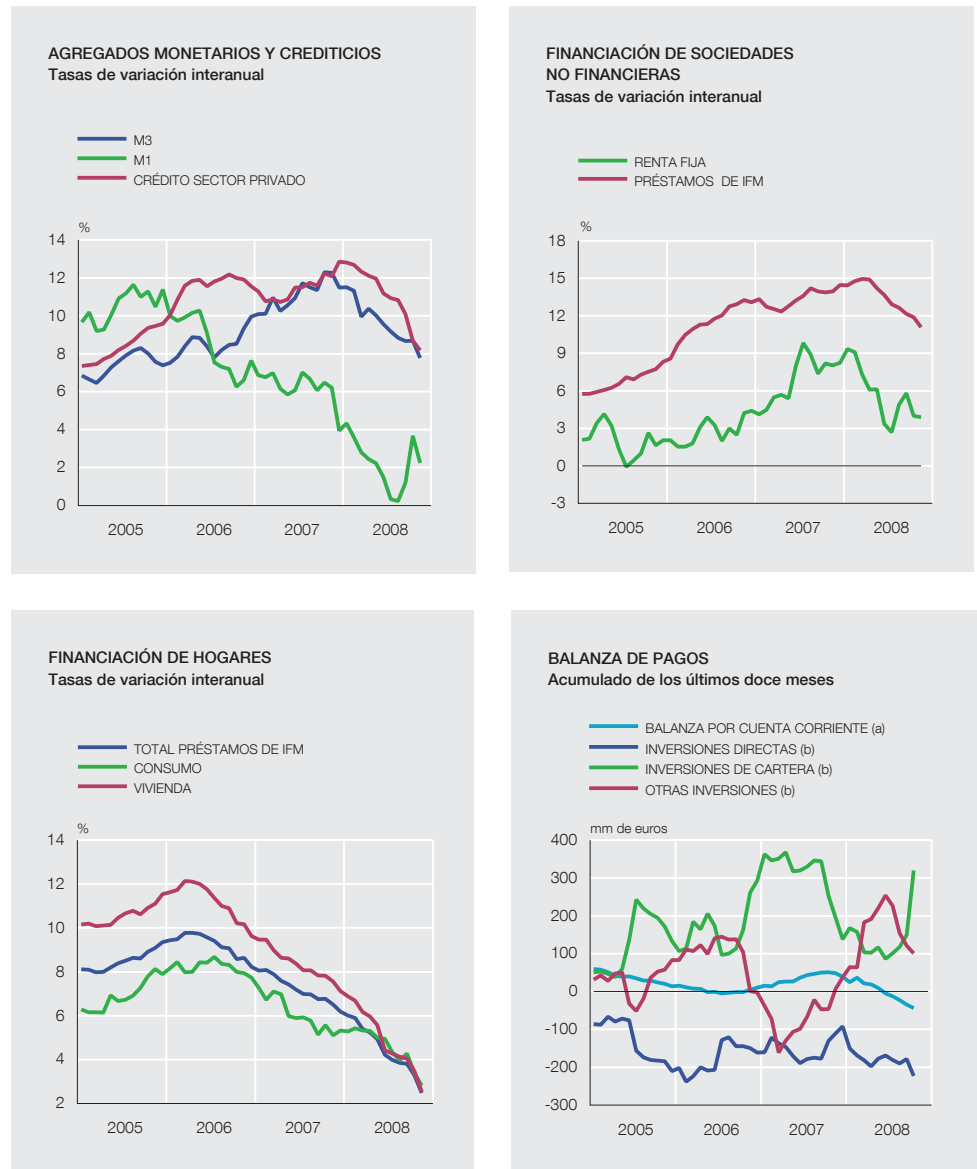 AGREGADOS MONETARIOS Y CREDITICIOS
Tasas de variación interanual
M3
M1
CRÉDITO SECTOR PRIVADO
%
14
12
10
8
6
4
2
0
2005 2006 2007 2008
FINANCIACIÓN DE SOCIEDADES
NO FINANCIERAS
Tasas de variación interanual
RENTA FIJA
PRÉSTAMOS DE IFM
%
18
15
12
9
6
3
0
-3
2005 2006 2007 2008
FINANCIACIÓN DE HOGARES
Tasas de variación interanual
TOTAL PRÉSTAMOS DE IFM
CONSUMO
VIVIENDA
%
14
12
10
8
6
4
2
2005 2006 2007 2008
BALANZA DE PAGOS
Acumulado de los últimos doce meses
BALANZA POR CUENTA CORRIENTE (a)
INVERSIONES DIRECTAS (b)
INVERSIONES DE CARTERA (b)
OTRAS INVERSIONES (b)
mm de euros
400
300
200
100
0
-100
-200
-300
2005 2006 2007 2008